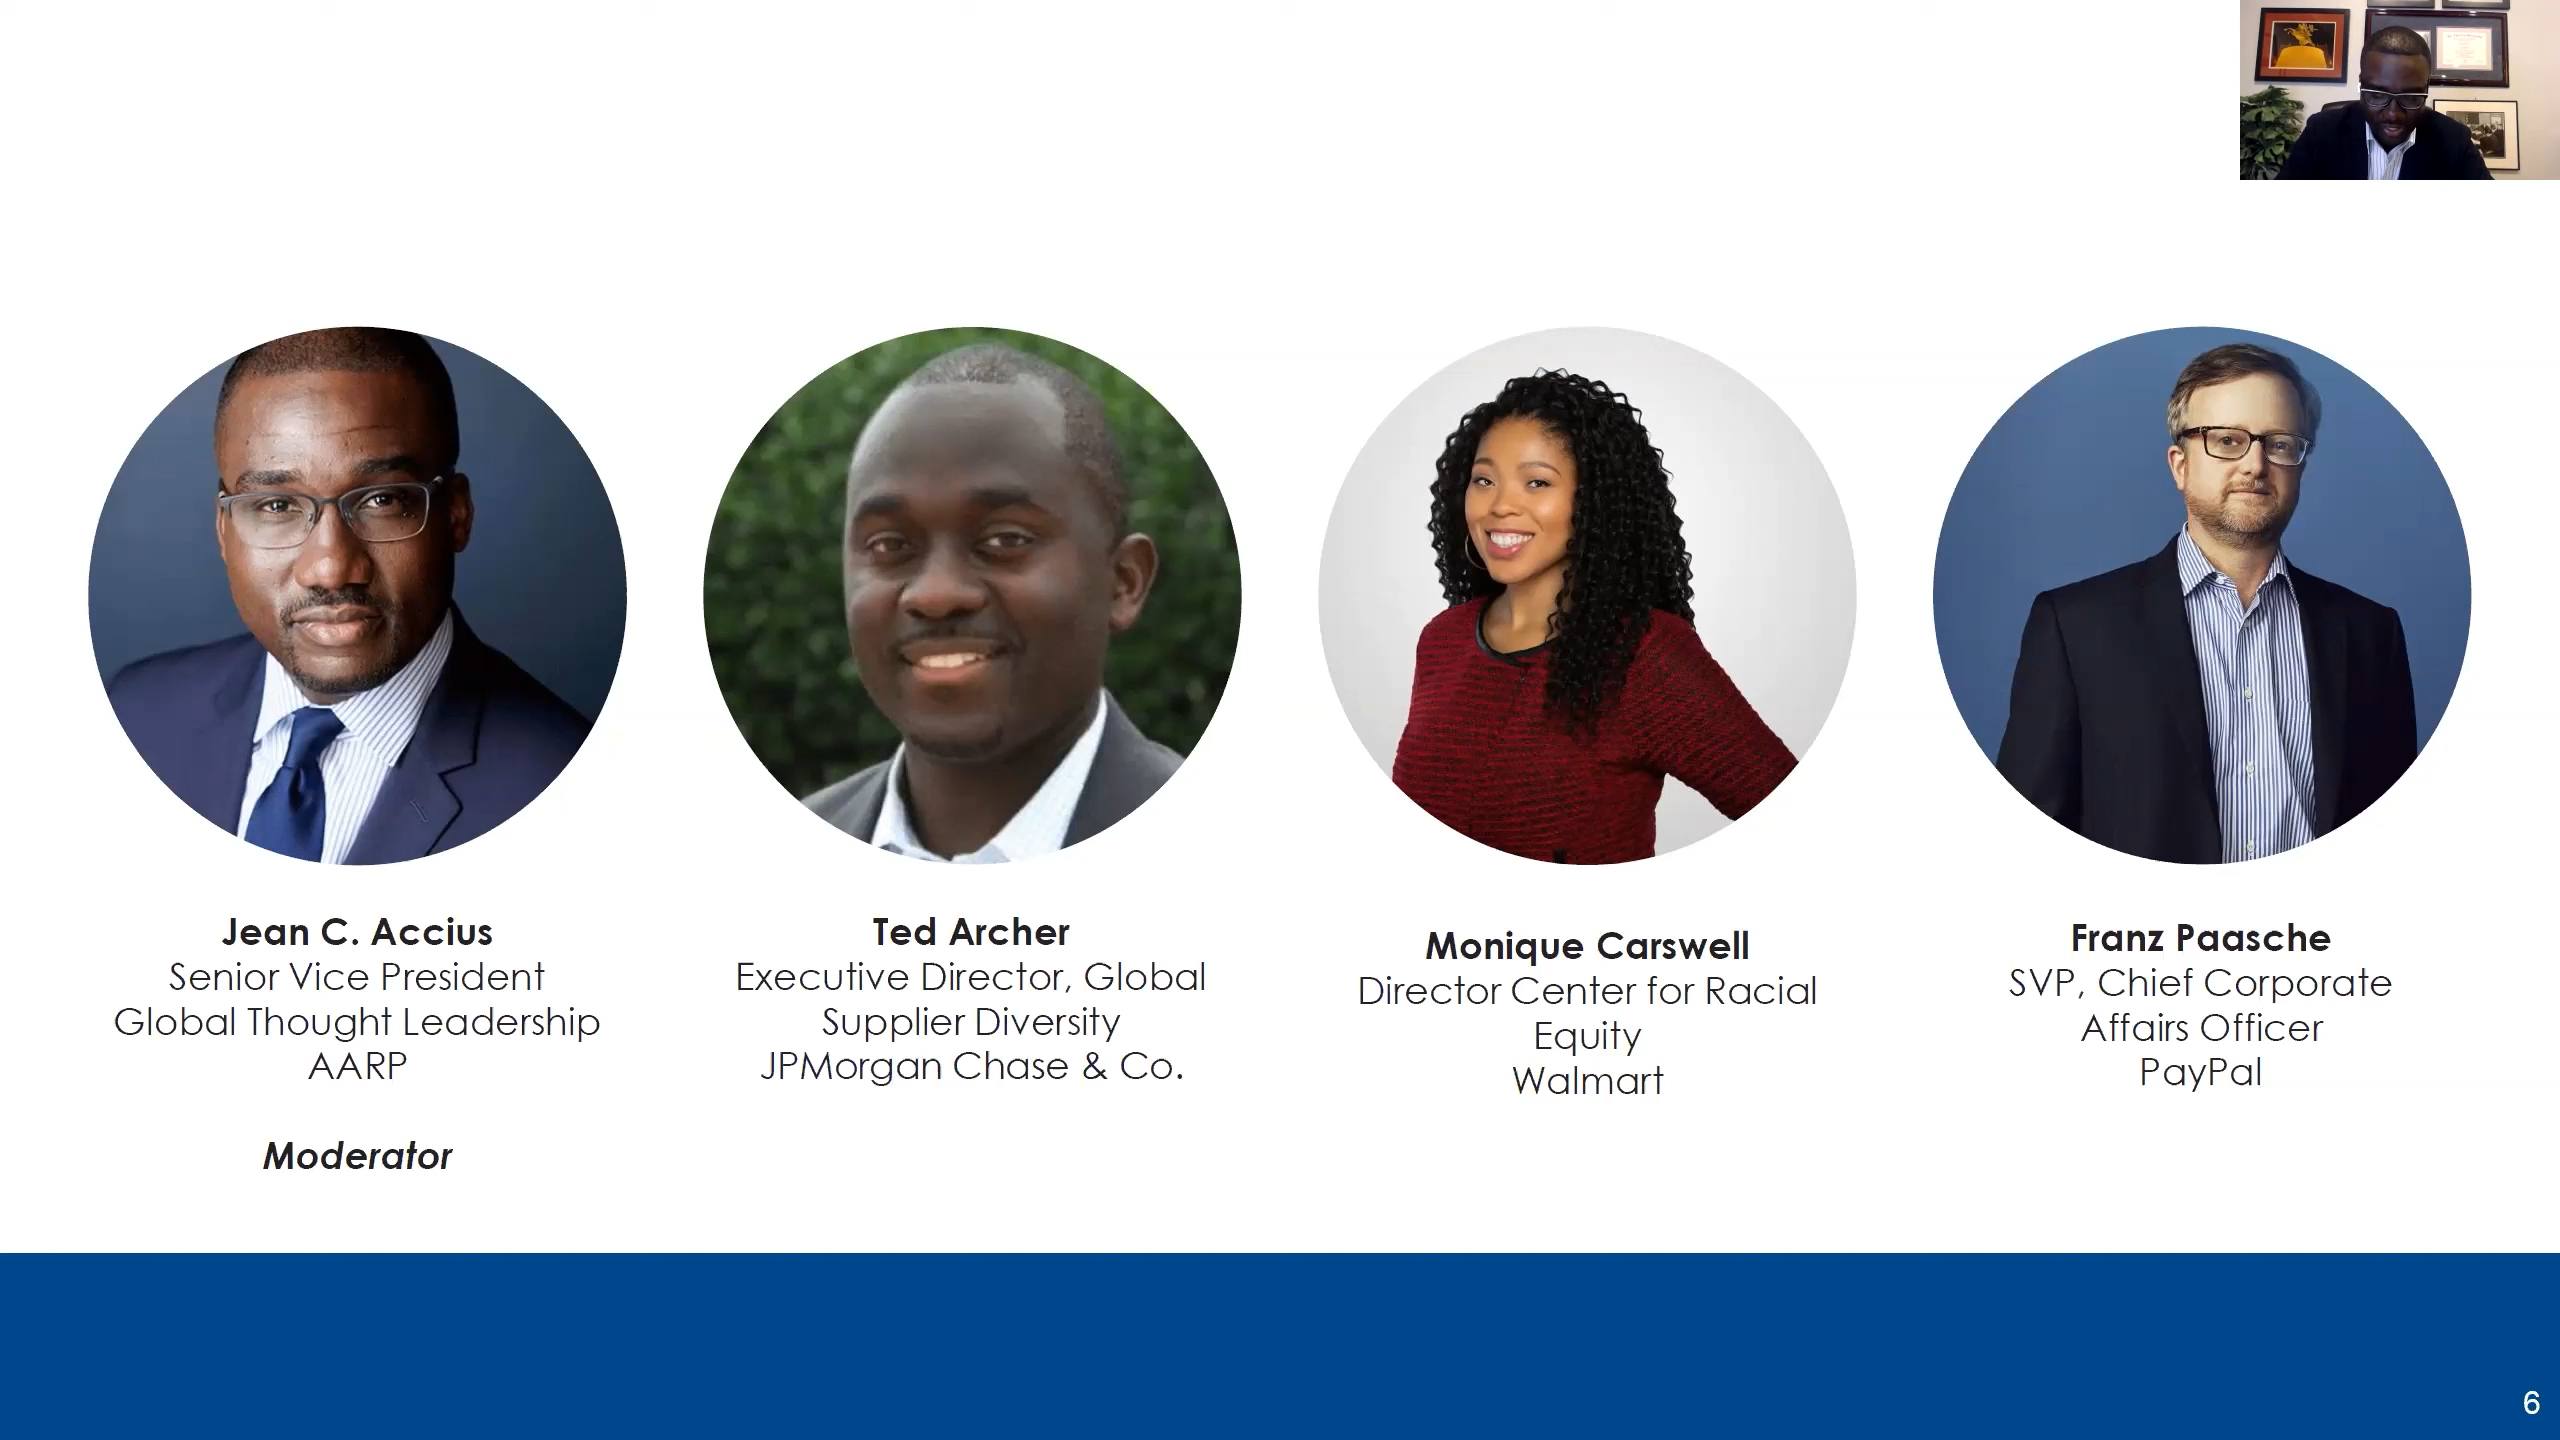 Jean C. Accius
Senior Vice President
Global Thought Leadership
AARP
Moderator
Ted Archer
Executive Director, Global
Supplier Diversity
JPMorgan Chase & Co.
Monique Carswell
Director Center for Racial
Equity
Walmart
Franz Paasche
SVP, Chief Corporate
Affairs Officer
PayPal
6